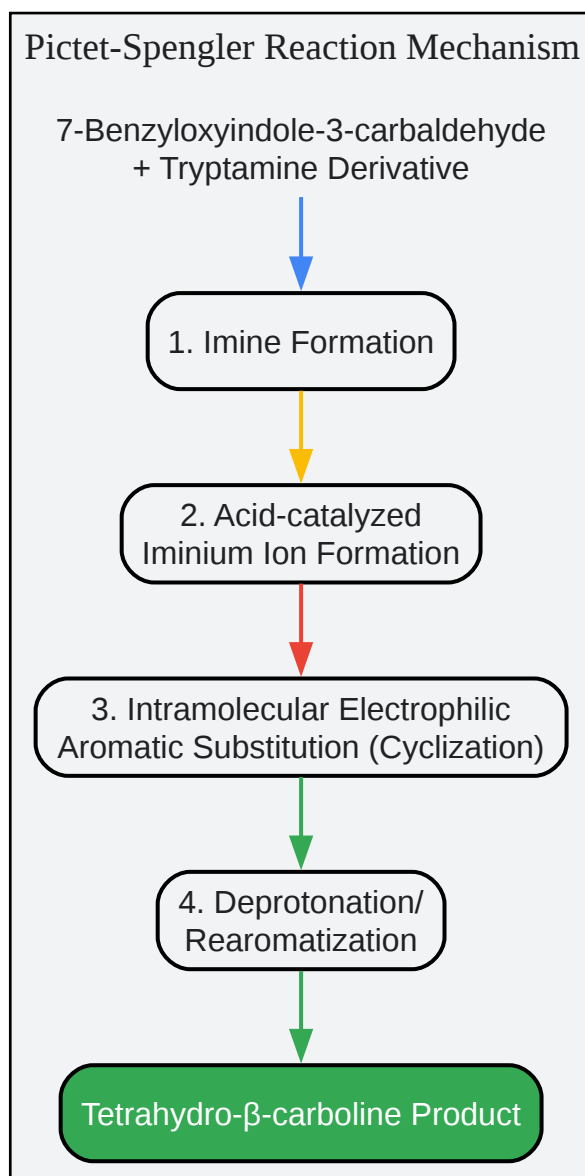 Pictet-Spengler Reaction Mechanism
7-Benzyloxyindole-3-carbaldehyde
+ Tryptamine Derivative
1. Imine Formation
2. Acid-catalyzed
Iminium Ion Formation
3. Intramolecular Electrophilic
Aromatic Substitution (Cyclization)
4. Deprotonation/
Rearomatization
Tetrahydro-β-carboline Product